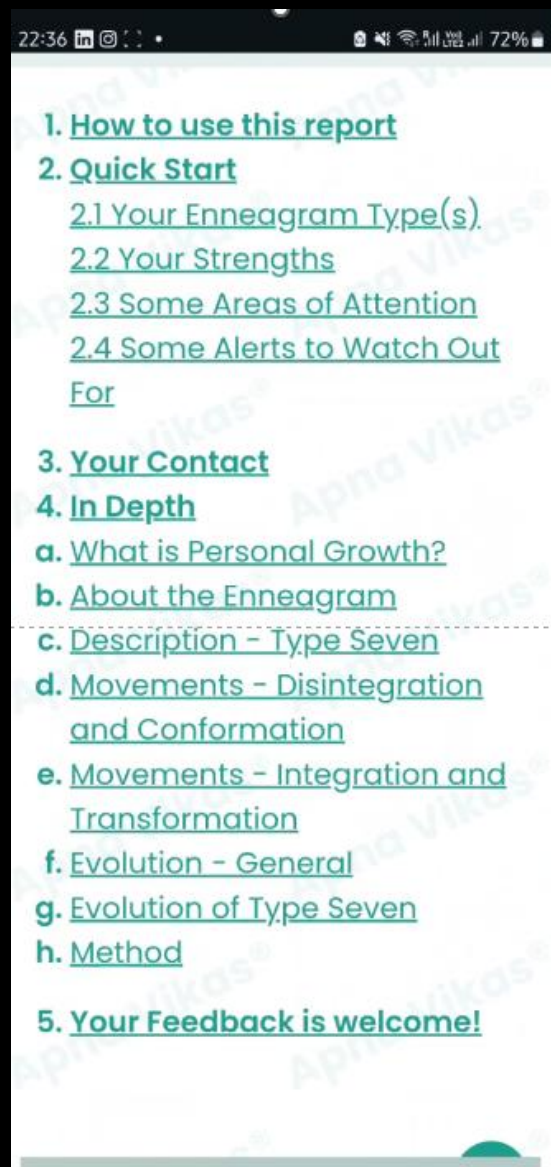 22:36
72%
1. How to use this report
2. Quick Start
2.1 Your Enneagram Type(s)
2.2 Your Strengths
2.3 Some Areas of Attention
2.4 Some Alerts to Watch Out
For
3. Your Contact
4. In Depth
a. What is Personal Growth?
b. About the Enneagram
c. Description - Type Seven
d. Movements - Disintegration
and Conformation
e. Movements - Integration and
Transformation
f. Evolution - General
g. Evolution of Type Seven
h. Method
5. Your Feedback is welcome!
Apna Vikas®